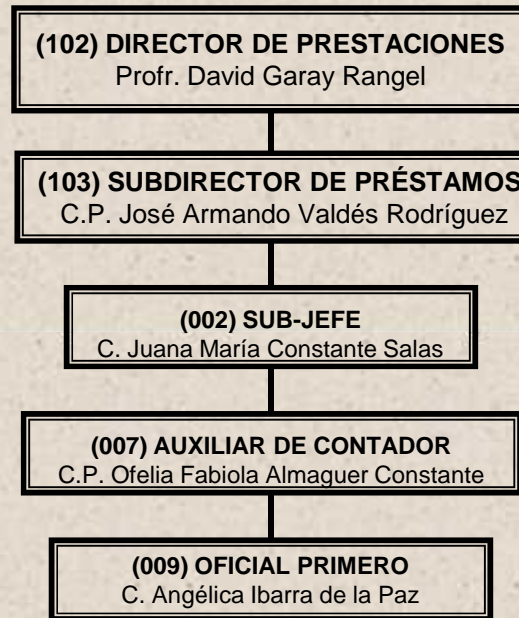 (102) DIRECTOR DE PRESTACIONES
Profr. David Garay Rangel
(103) SUBDIRECTOR DE PRÉSTAMOS
C.P. José Armando Valdés Rodríguez
(002) SUB-JEFE
C. Juana María Constante Salas
(007) AUXILIAR DE CONTADOR
C.P. Ofelia Fabiola Almaguer Constante
(009) OFICIAL PRIMERO
C. Angélica Ibarra de la Paz